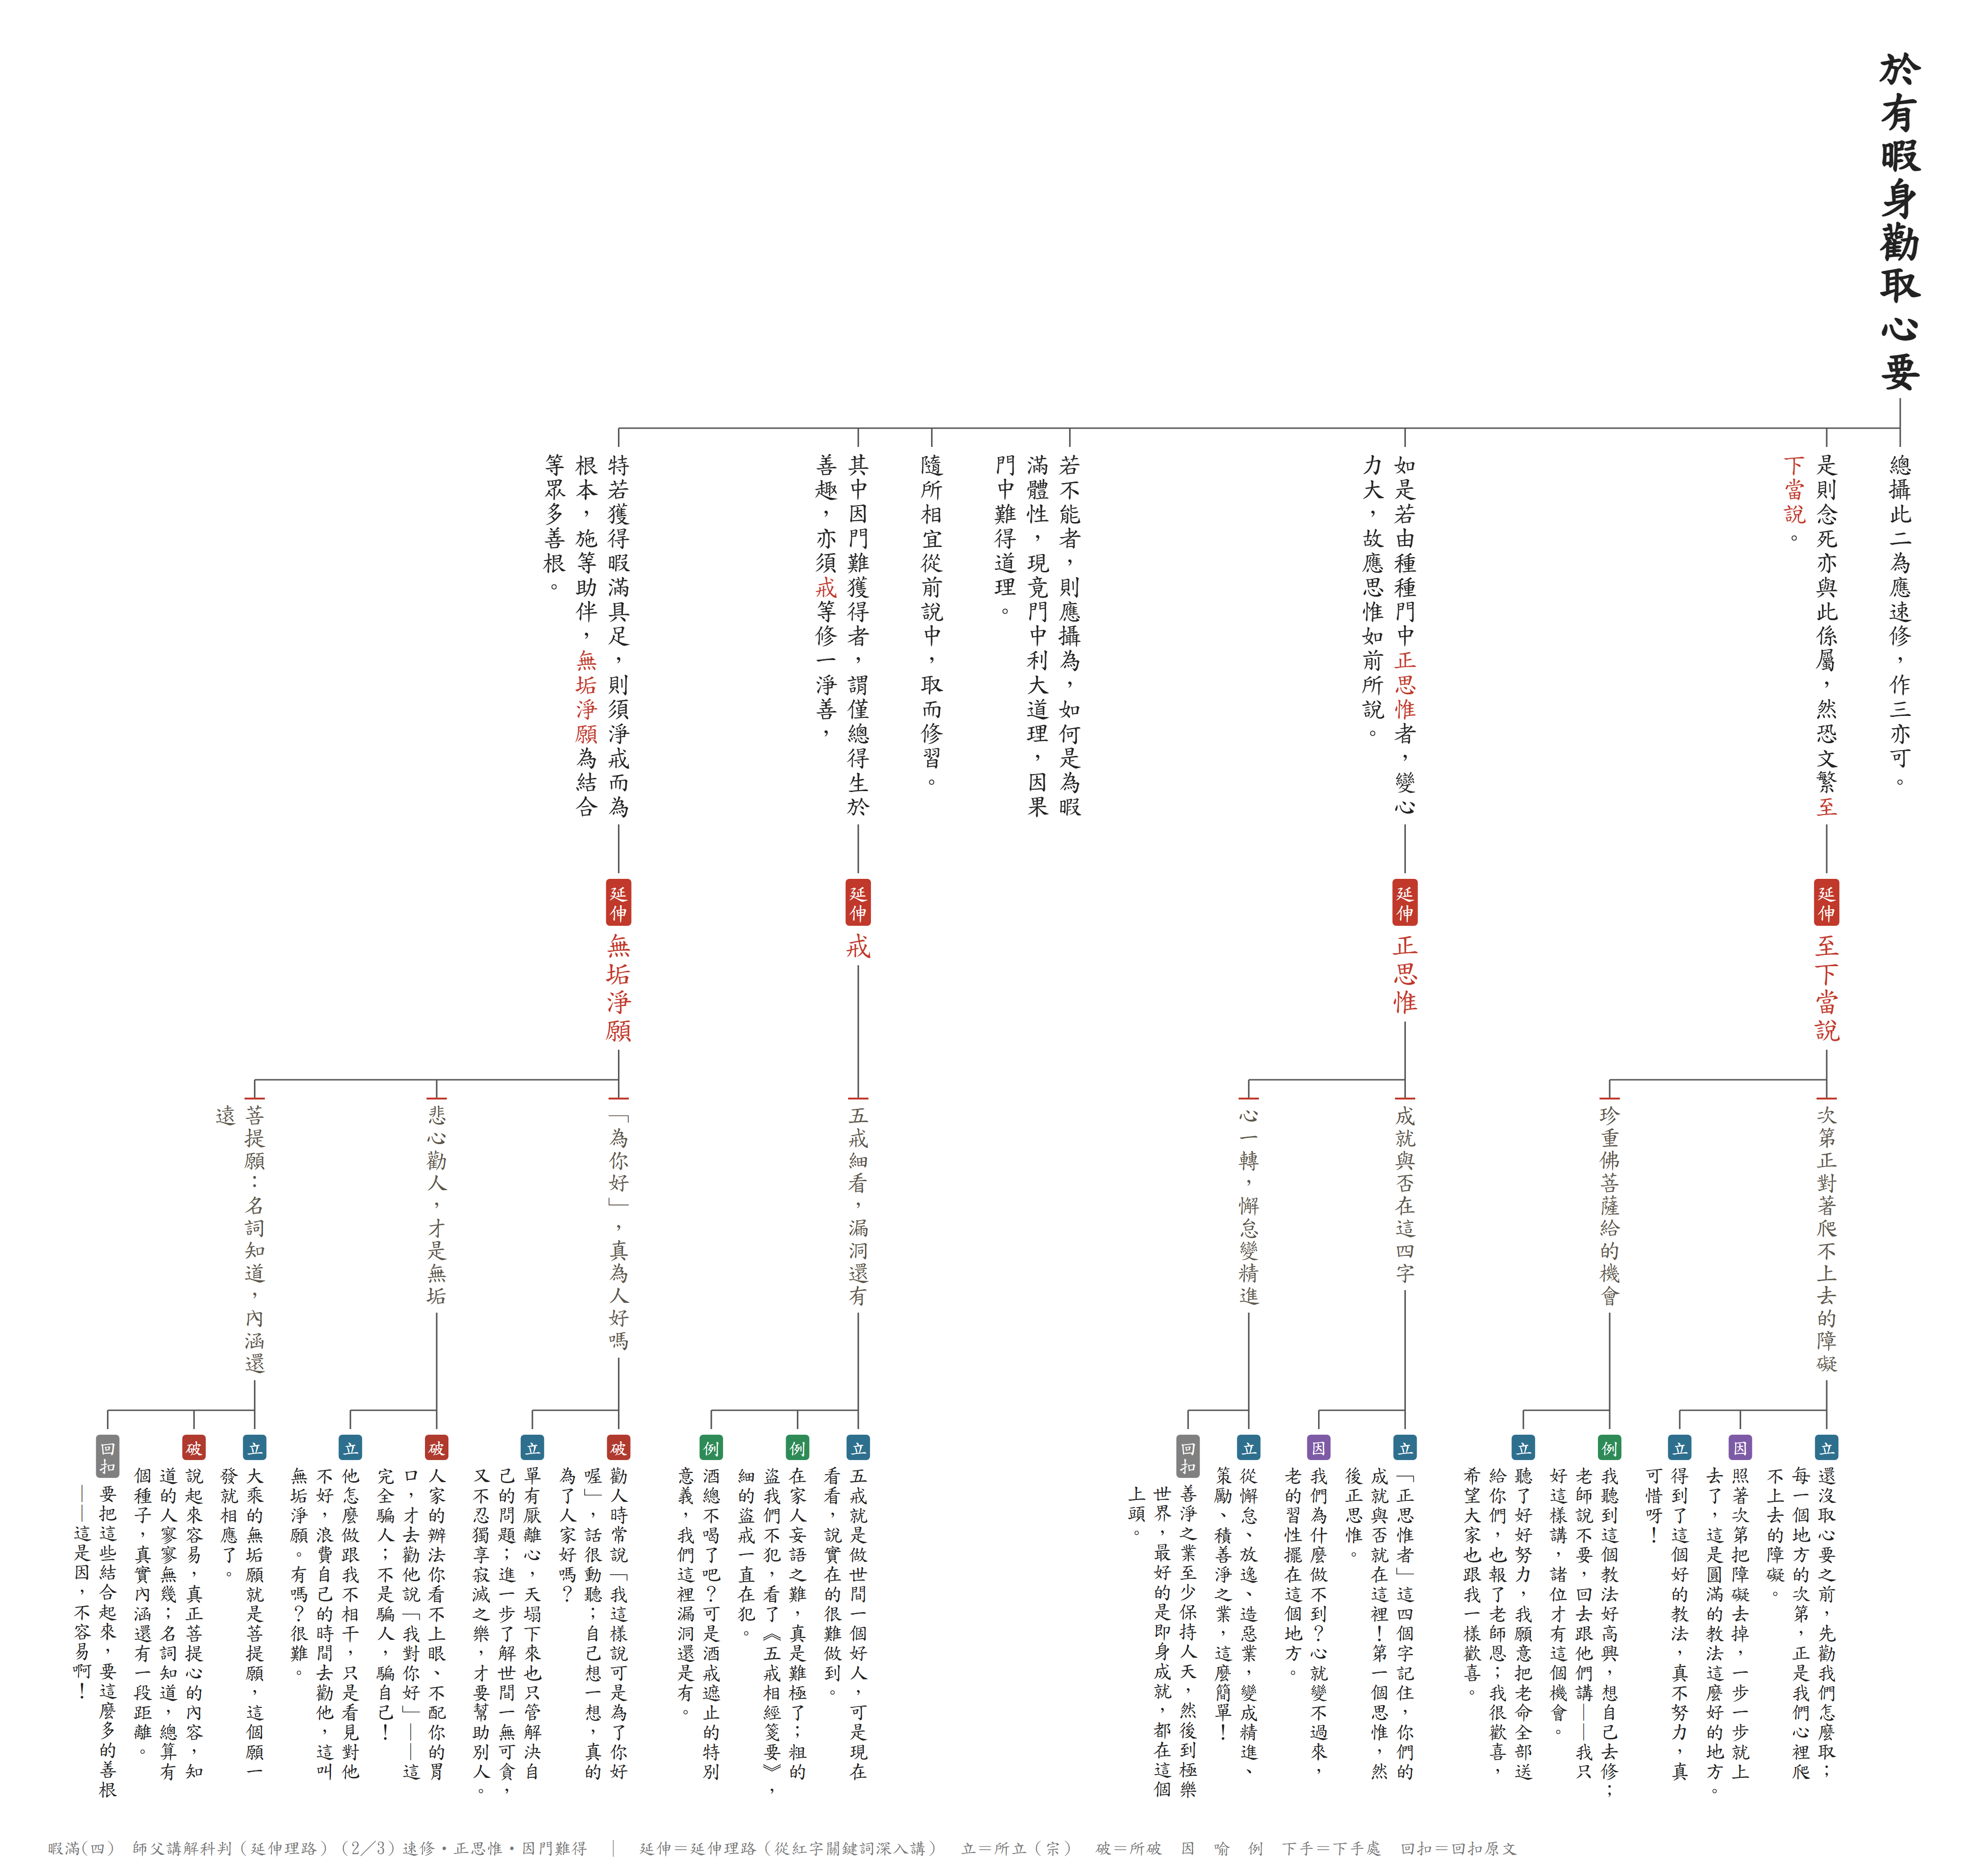 於有暇身勸取心要
總攝此二為應速修，作三亦可。
是則念死亦與此係屬，然恐文繁至
下當說。
如是若由種種門中正思惟者，變心
力大，故應思惟如前所說。
若不能者，則應攝為，如何是為暇
滿體性，現竟門中利大道理，因果
門中難得道理。
隨所相宜從前說中，取而修習。
其中因門難獲得者，謂僅總得生於
善趣，亦須戒等修一淨善，
特若獲得暇滿具足，則須淨戒而為
根本，施等助伴，無垢淨願為結合
等眾多善根。
延伸
至下當說
延伸
正思惟
延伸
戒
延伸
無垢淨願
次第正對著爬不上去的障礙
珍重佛菩薩給的機會
成就與否在這四字
心一轉，懈怠變精進
五戒細看，漏洞還有
「為你好」，真為人好嗎
悲心勸人，才是無垢
菩提願：名詞知道，內涵還
遠
立
還沒取心要之前，先勸我們怎麼取；
每一個地方的次第，正是我們心裡爬
不上去的障礙。
因
照著次第把障礙去掉，一步一步就上
去了，這是圓滿的教法這麼好的地方。
立
得到了這個好的教法，真不努力，真
可惜呀！
例
我聽到這個教法好高興，想自己去修；
老師說不要，回去跟他們講——我只
好這樣講，諸位才有這個機會。
立
聽了好好努力，我願意把老命全部送
給你們，也報了老師恩；我很歡喜，
希望大家也跟我一樣歡喜。
立
「正思惟者」這四個字記住，你們的
成就與否就在這裡！第一個思惟，然
後正思惟。
因
我們為什麼做不到？心就變不過來，
老的習性擺在這個地方。
立
從懈怠、放逸、造惡業，變成精進、
策勵、積善淨之業，這麼簡單！
回扣
善淨之業至少保持人天，然後到極樂
世界，最好的是即身成就，都在這個
上頭。
立
五戒就是做世間一個好人，可是現在
看看，說實在的很難做到。
例
在家人妄語之難，真是難極了；粗的
盜我們不犯，看了《五戒相經箋要》，
細的盜戒一直在犯。
例
酒總不喝了吧？可是酒戒遮止的特別
意義，我們這裡漏洞還是有。
破
勸人時常說「我這樣說可是為了你好
喔」，話很動聽；自己想一想，真的
為了人家好嗎？
立
單有厭離心，天塌下來也只管解決自
己的問題；進一步了解世間一無可貪，
又不忍獨享寂滅之樂，才要幫助別人。
破
人家的辦法你看不上眼、不配你的胃
口，才去勸他說「我對你好」——這
完全騙人；不是騙人，騙自己！
立
他怎麼做跟我不相干，只是看見對他
不好，浪費自己的時間去勸他，這叫
無垢淨願。有嗎？很難。
立
大乘的無垢願就是菩提願，這個願一
發就相應了。
破
說起來容易，真正菩提心的內容，知
道的人寥寥無幾；名詞知道，總算有
個種子，真實內涵還有一段距離。
回扣
要把這些結合起來，要這麼多的善根
——這是因，不容易啊！
暇滿(四)　師父講解科判（延伸理路）（2／3）速修・正思惟・因門難得　｜　延伸＝延伸理路（從紅字關鍵詞深入講）　立＝所立（宗）　破＝所破　因　喻　例　下手＝下手處　回扣＝回扣原文